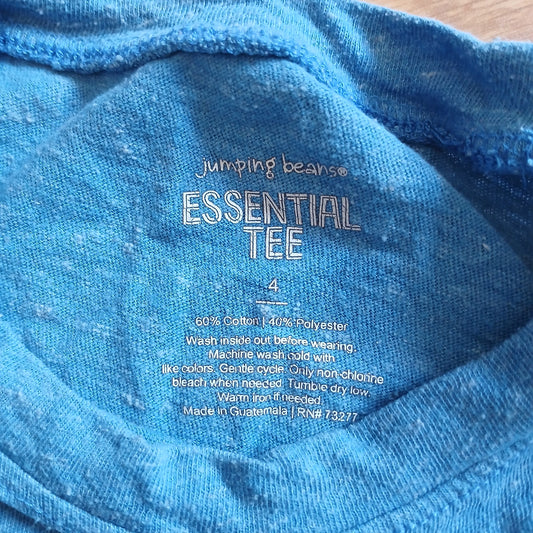 jumping beans®
ESSENTIAL
TEE
4
60% Cotton | 40% Polyester
Wash inside out before wearing.
Machine wash cold with
like colors. Gentle cycle. Only non-chlorine
bleach when needed. Tumble dry low.
Warm iron if needed.
Made in Guatemala | RN# 73277